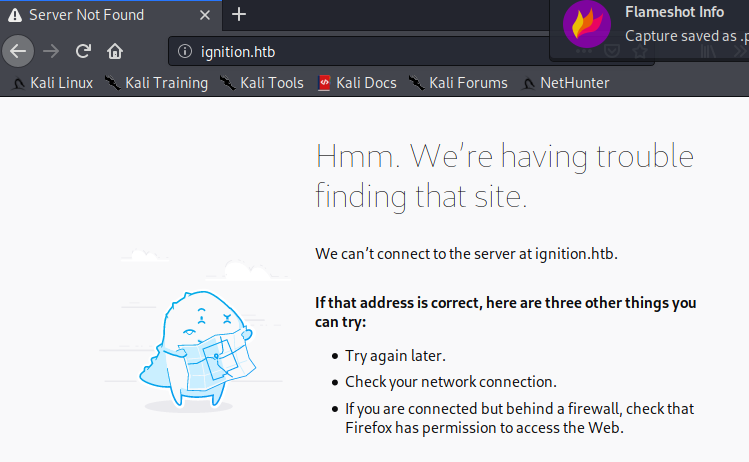 Server Not Found
Flameshot Info
Capture saved as .p
ignition.htb
Kali Linux Kali Training Kali Tools Kali Docs Kali Forums NetHunter
Hmm. We're having trouble
finding that site.
We can't connect to the server at ignition.htb.
If that address is correct, here are three other things you
can try:
Try again later.
Check your network connection.
If you are connected but behind a firewall, check that
Firefox has permission to access the Web.